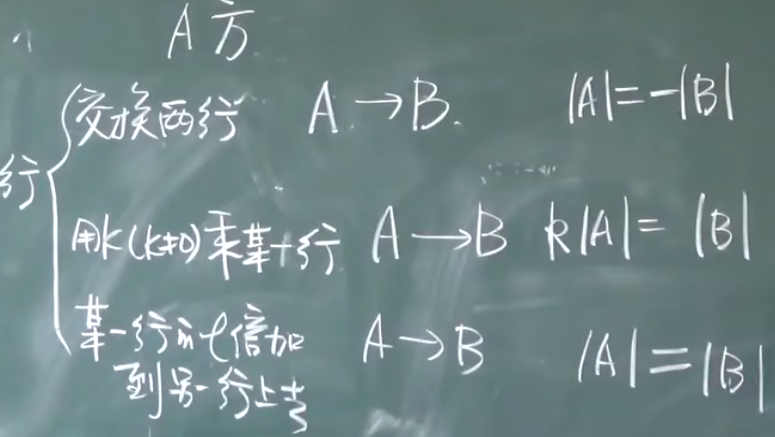 A方
行
交换两行 A→B |A|=-|B|
用k(k≠0)乘某一行 A→B k|A|=|B|
某一行的l倍加 A→B |A|=|B|
到另一行上去